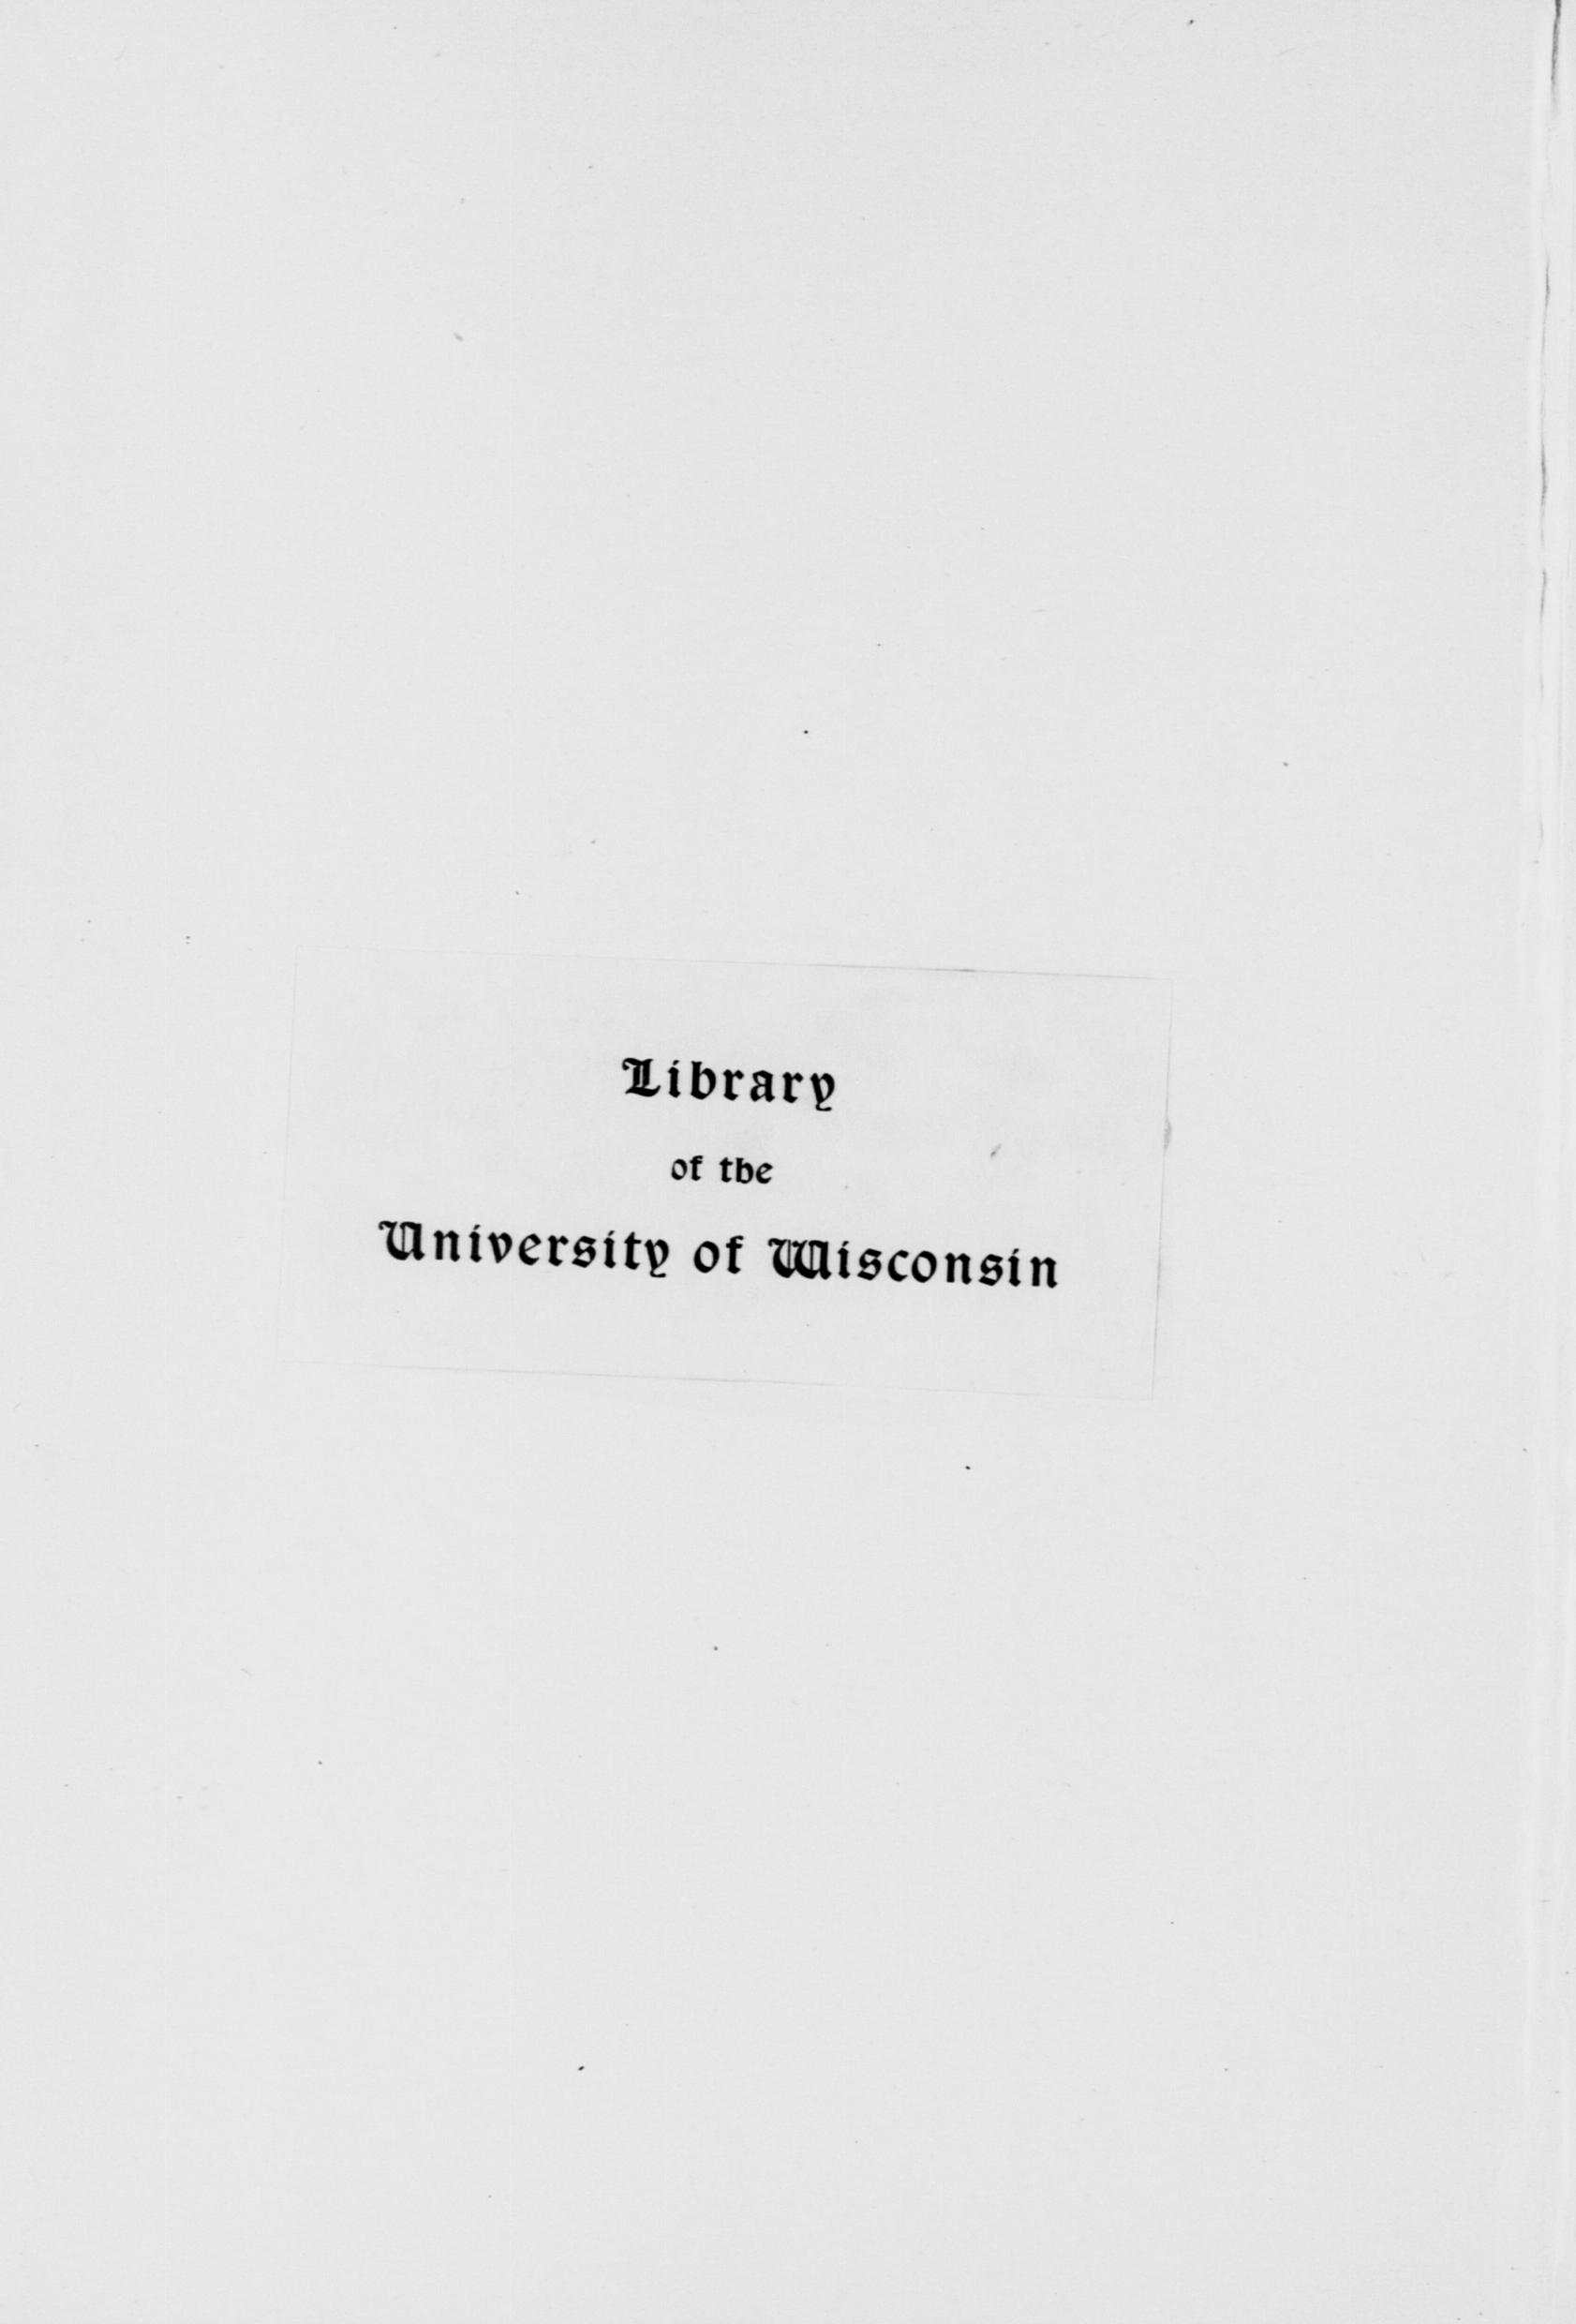 Library
of the
University of Wisconsin